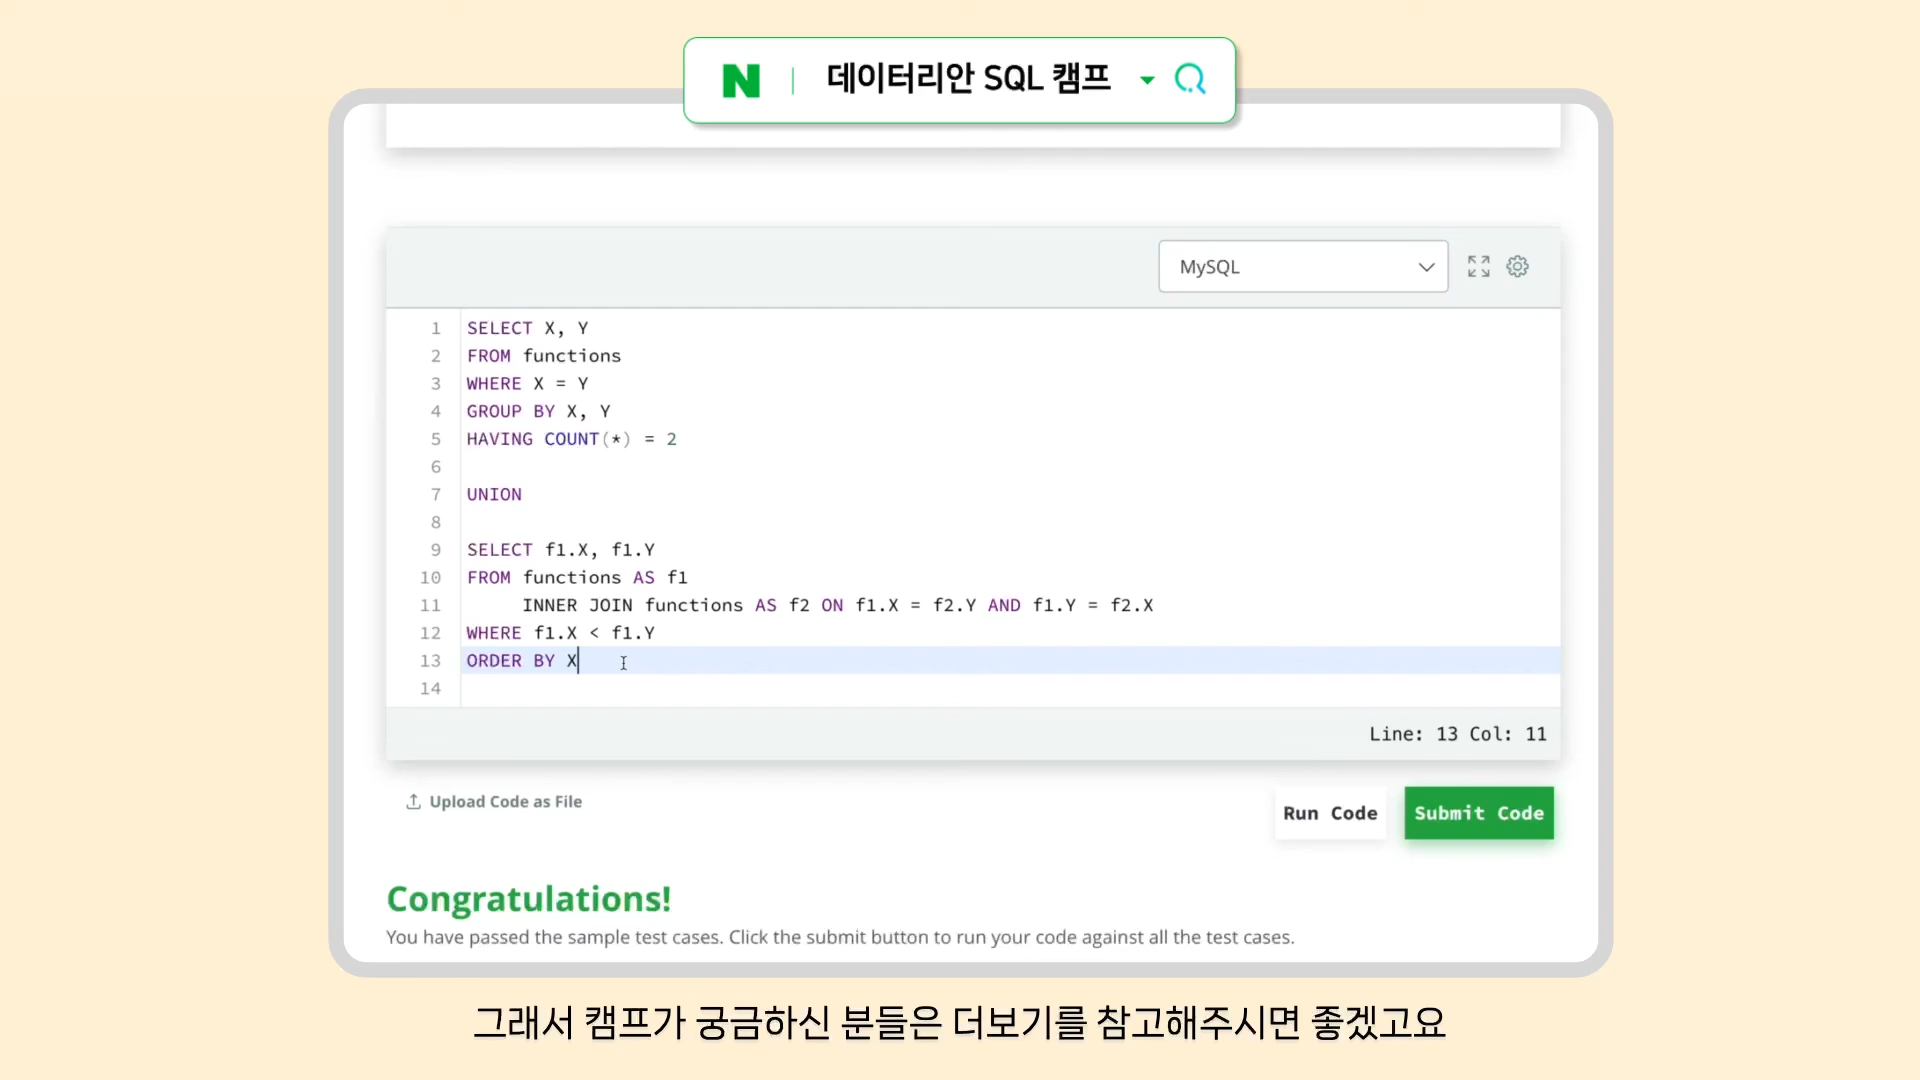 N | 데이터리안 SQL 캠프
MySQL
1 SELECT X, Y
2 FROM functions
3 WHERE X = Y
4 GROUP BY X, Y
5 HAVING COUNT(*) = 2
6
7 UNION
8
9 SELECT f1.X, f1.Y
10 FROM functions AS f1
11 INNER JOIN functions AS f2 ON f1.X = f2.Y AND f1.Y = f2.X
12 WHERE f1.X < f1.Y
13 ORDER BY X
14
Line: 13 Col: 11
Upload Code as File
Run Code
Submit Code
Congratulations!
You have passed the sample test cases. Click the submit button to run your code against all the test cases.
그래서 캠프가 궁금하신 분들은 더보기를 참고해주시면 좋겠고요